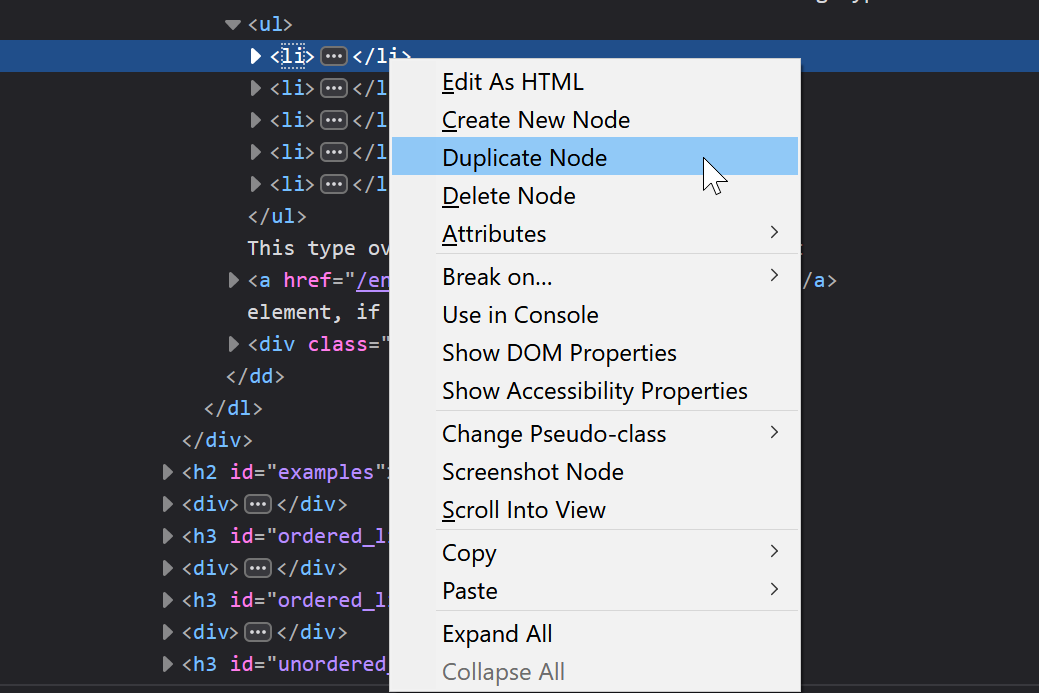 <ul>
<li> ... </li>
Edit As HTML
<li> ... </l
Create New Node
<li> ... </l
Duplicate Node
<li> ... </l
Delete Node
<li> ... </l
</ul>
Attributes
This type ov
<a href="/en
/a>
Break on...
element, if
Use in Console
<div class="
Show DOM Properties
</dd>
Show Accessibility Properties
</dl>
</div>
Change Pseudo-class
<h2 id="examples">
Screenshot Node
<div> ... </div>
Scroll Into View
<h3 id="ordered_li
<div> ... </div>
Copy
<h3 id="ordered_li
Paste
<div> ... </div>
Expand All
<h3 id="unordered_
Collapse All